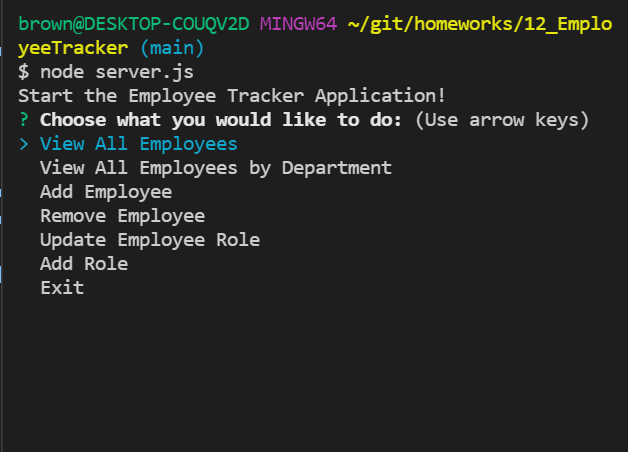 brown@DESKTOP-COUQV2D MINGW64 ~/git/homeworks/12_Emplo
yeeTracker (main)
$ node server.js
Start the Employee Tracker Application!
? Choose what you would like to do: (Use arrow keys)
> View All Employees
  View All Employees by Department
  Add Employee
  Remove Employee
  Update Employee Role
  Add Role
  Exit